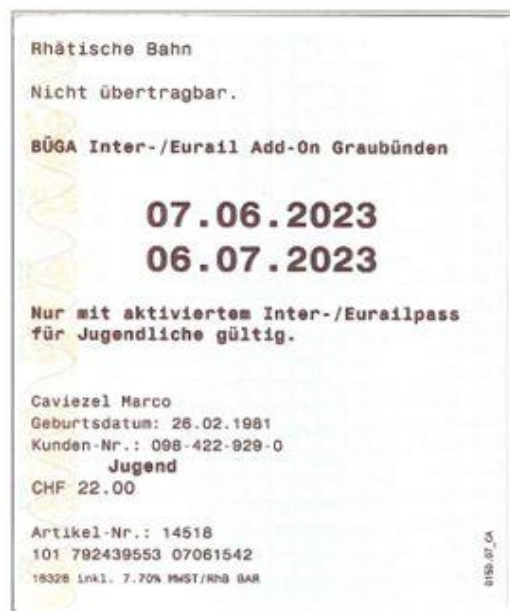 Rhätische Bahn
Nicht übertragbar.
BÜGA Inter-/Eurail Add-On Graubünden
07.06.2023
06.07.2023
Nur mit aktiviertem Inter-/Eurailpass
für Jugendliche gültig.
Caviezel Marco
Geburtsdatum: 26.02.1981
Kunden-Nr.: 098-422-929-0
Jugend
CHF 22.00
Artikel-Nr.: 14518
101 792439553 07061542
18328 inkl. 7.70% MWST/RhB BAR
0150.07_CA